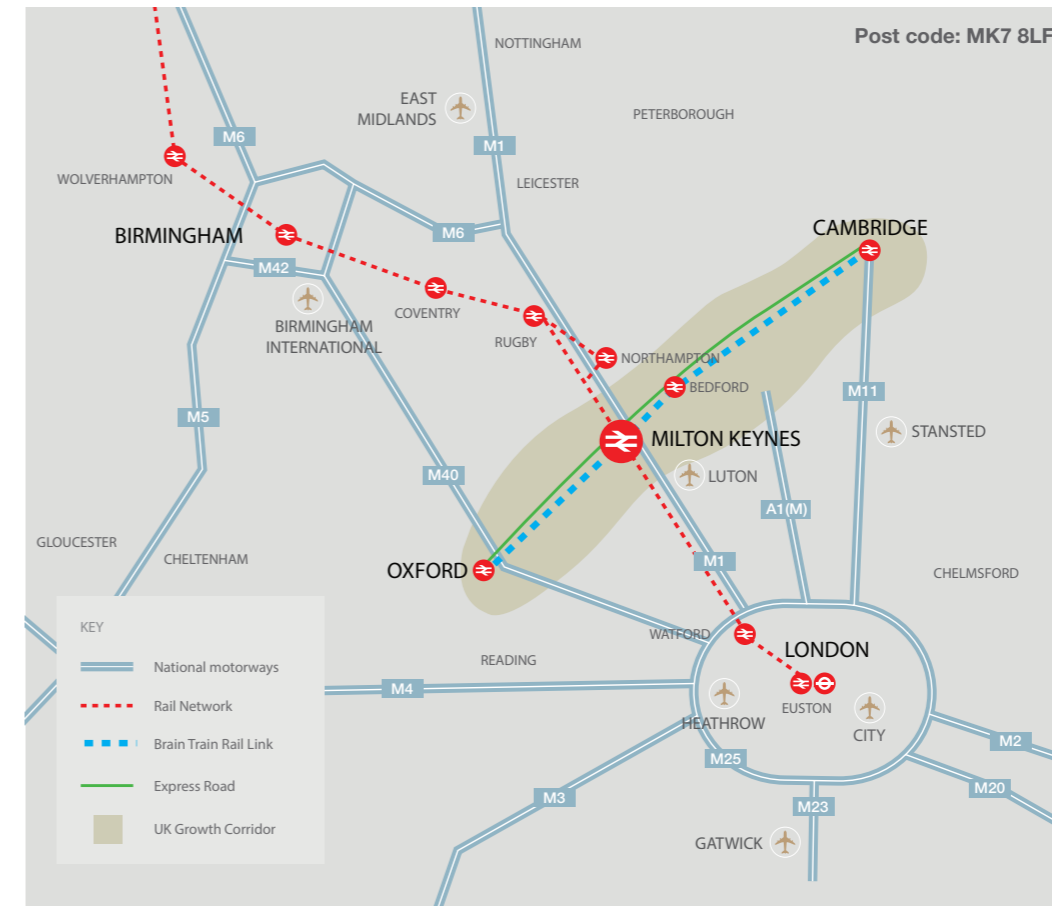 Post code: MK7 8LF
NOTTINGHAM
EAST
MIDLANDS
PETERBOROUGH
M6
M1
WOLVERHAMPTON
LEICESTER
BIRMINGHAM
M6
CAMBRIDGE
M42
COVENTRY
BIRMINGHAM
INTERNATIONAL
RUGBY
NORTHAMPTON
BEDFORD
M11
M5
MILTON KEYNES
STANSTED
M40
LUTON
A1(M)
GLOUCESTER
CHELTENHAM
OXFORD
M1
CHELMSFORD
KEY
WATFORD
LONDON
National motorways
READING
M4
EUSTON
HEATHROW
CITY
Rail Network
Brain Train Rail Link
M25
M2
Express Road
M3
M23
M20
UK Growth Corridor
GATWICK